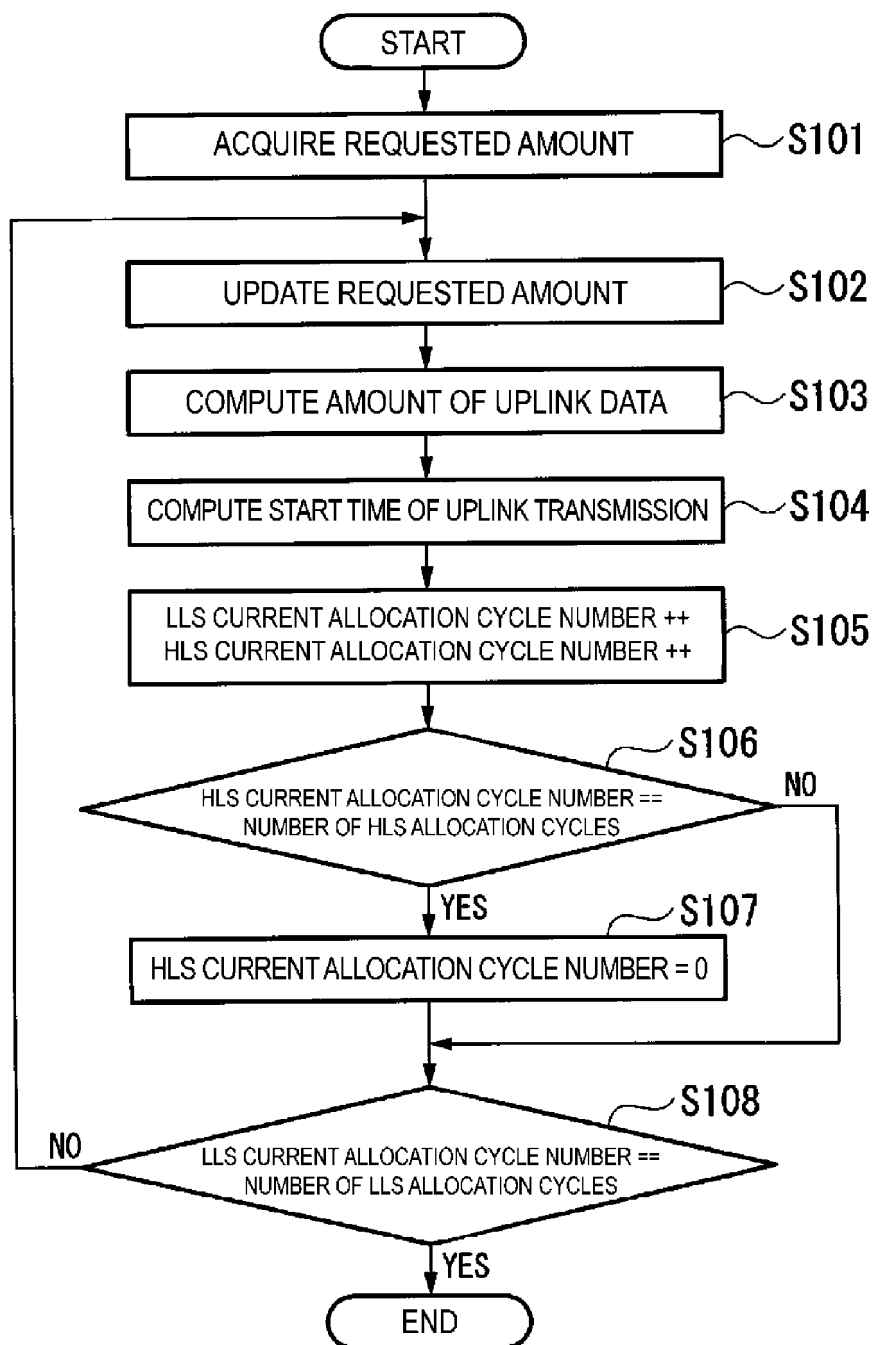 START
ACQUIRE REQUESTED AMOUNT
S101
UPDATE REQUESTED AMOUNT
S102
COMPUTE AMOUNT OF UPLINK DATA
S103
COMPUTE START TIME OF UPLINK TRANSMISSION
S104
LLS CURRENT ALLOCATION CYCLE NUMBER ++
HLS CURRENT ALLOCATION CYCLE NUMBER ++
S105
S106
HLS CURRENT ALLOCATION CYCLE NUMBER ==
NUMBER OF HLS ALLOCATION CYCLES
NO
YES
S107
HLS CURRENT ALLOCATION CYCLE NUMBER = 0
S108
NO
LLS CURRENT ALLOCATION CYCLE NUMBER ==
NUMBER OF LLS ALLOCATION CYCLES
YES
END